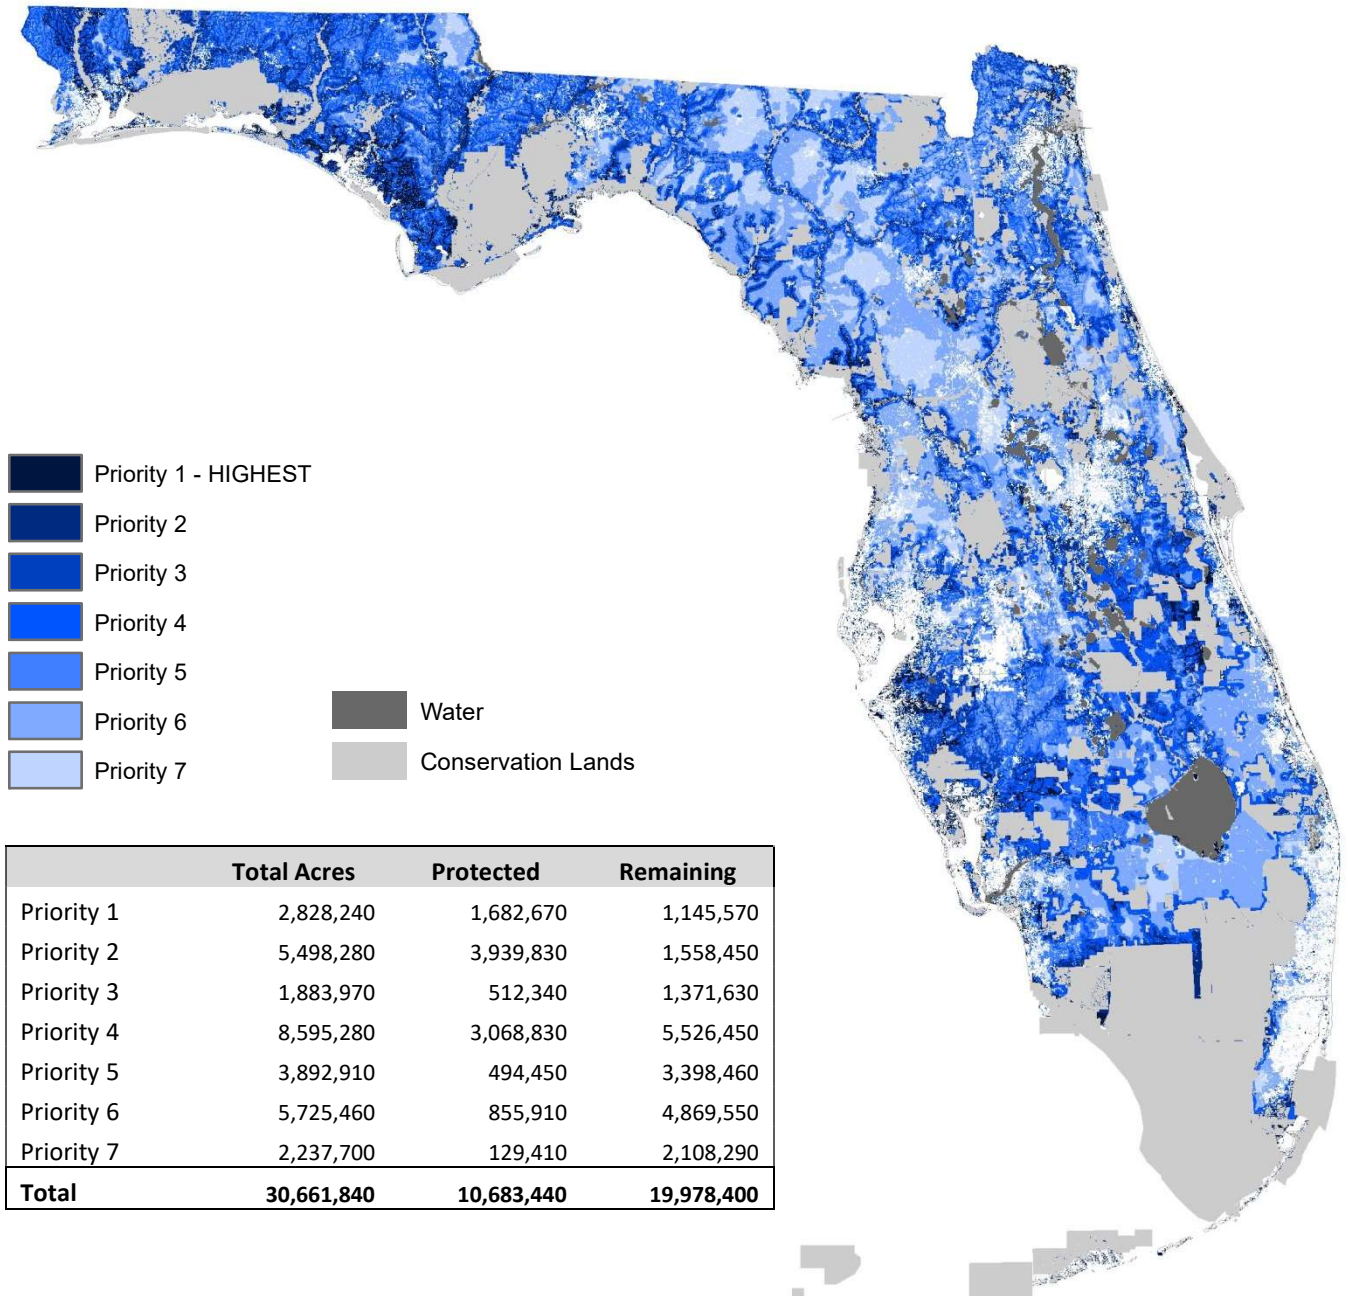 Priority 1 - HIGHEST
Priority 2
Priority 3
Priority 4
Priority 5
Priority 6
Priority 7
Water
Conservation Lands
Total Acres Protected Remaining
Priority 1 2,828,240 1,682,670 1,145,570
Priority 2 5,498,280 3,939,830 1,558,450
Priority 3 1,883,970 512,340 1,371,630
Priority 4 8,595,280 3,068,830 5,526,450
Priority 5 3,892,910 494,450 3,398,460
Priority 6 5,725,460 855,910 4,869,550
Priority 7 2,237,700 129,410 2,108,290
Total 30,661,840 10,683,440 19,978,400